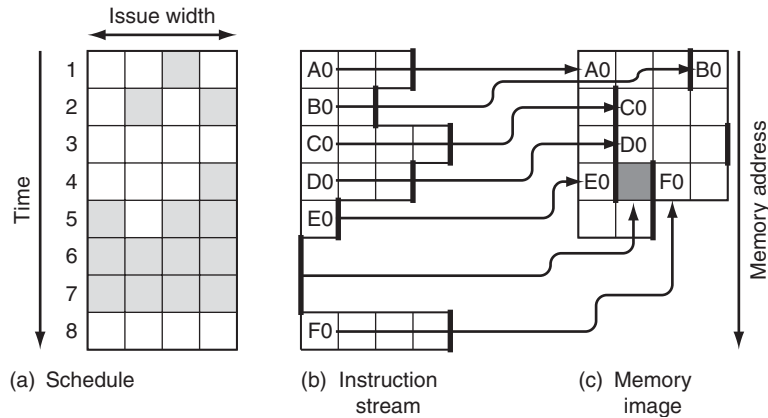 Issue width
Time
1
2
3
4
5
6
7
8
A0
B0
C0
D0
E0
F0
A0
B0
C0
D0
E0
F0
Memory address
(a) Schedule
(b) Instruction
stream
(c) Memory
image